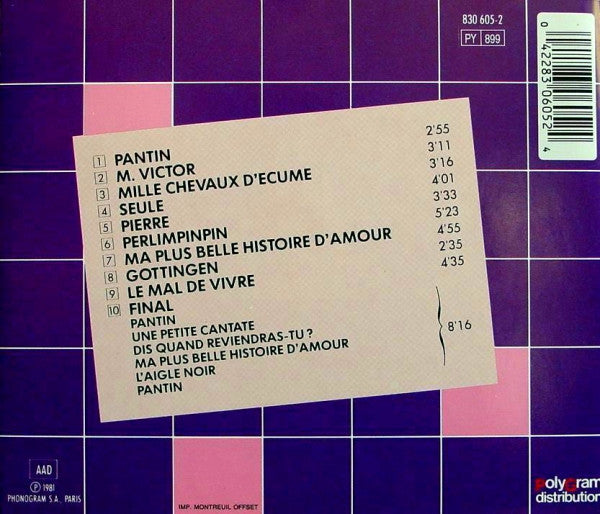 830 605-2
PY 899
0 42283 06052 4
1 PANTIN 2'55
2 M. VICTOR 3'11
3 MILLE CHEVAUX D'ECUME 3'16
4 SEULE 4'01
5 PIERRE 3'33
6 PERLIMPINPIN 5'23
7 MA PLUS BELLE HISTOIRE D'AMOUR 4'55
8 GOTTINGEN 2'35
9 LE MAL DE VIVRE 4'35
10 FINAL
PANTIN
UNE PETITE CANTATE
DIS QUAND REVIENDRAS-TU?
MA PLUS BELLE HISTOIRE D'AMOUR
L'AIGLE NOIR
PANTIN
8'16
AAD
Ⓟ 1981
PHONOGRAM S.A., PARIS
IMP. MONTREUIL OFFSET
PolyGram
distribution